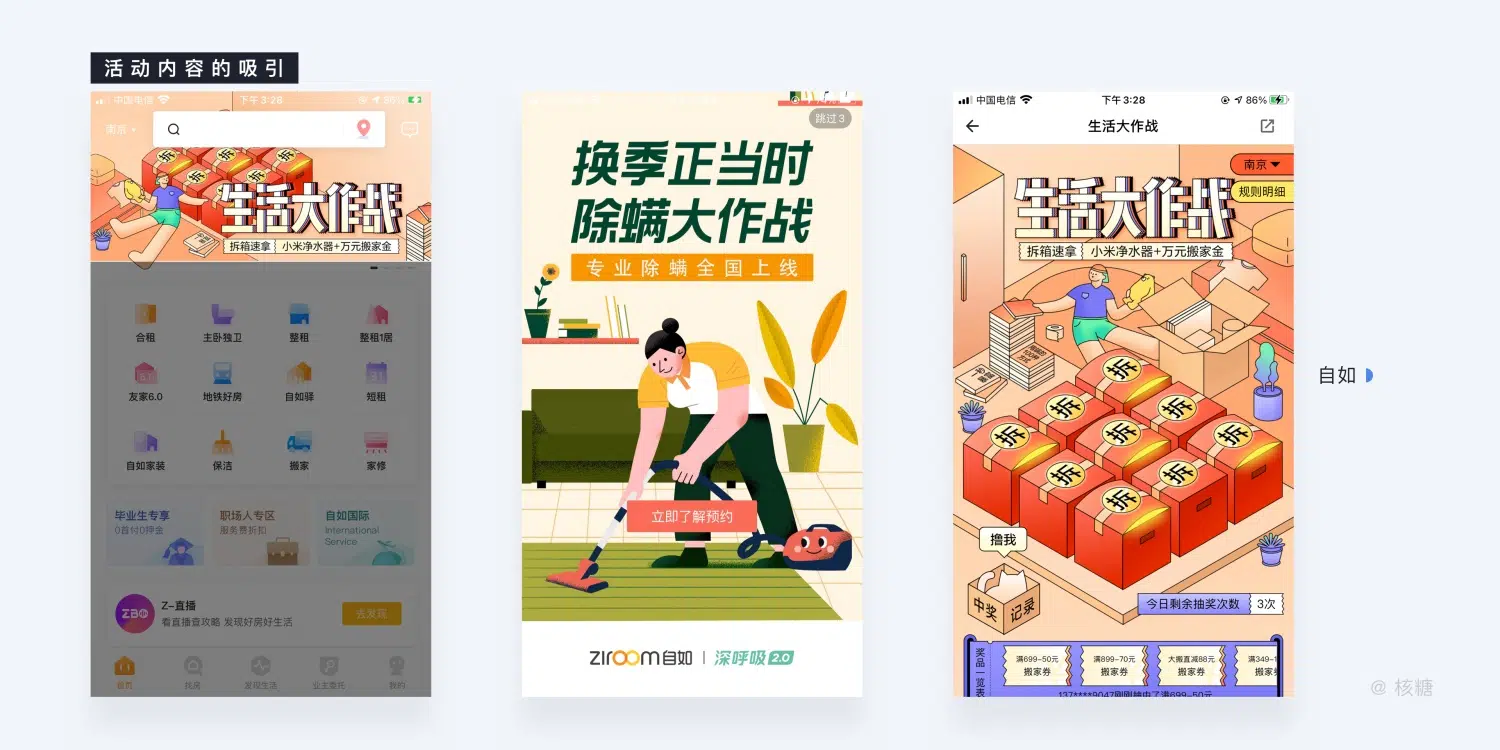 活动内容的吸引
中国电信 下午3:28 86%
南京
生活大作战
拆箱速拿 小米净水器+万元搬家金
合租 主卧独卫 整租 整租1居
友家6.0 地铁好房 自如驿 短租
自如家装 保洁 搬家 家修
毕业生专享 职场人专区 自如国际
0首付0押金 服务费折扣 International
Service
Z-直播
看直播查攻略 发现好房好生活
去发现
首页 找房 发现生活 业主委托 我的
跳过 3
换季正当时
除螨大作战
专业除螨全国上线
立即了解预约
ziroom自如 | 深呼吸 2.0
中国电信 下午3:28 86%
生活大作战
南京
规则明细
生活大作战
拆箱速拿 小米净水器+万元搬家金
拆
拆 拆
拆 拆 拆
拆 拆
拆
撸我
中奖 记录
今日剩余抽奖次数 3次
奖品一览表
满699-50元 满899-70元 大搬直减88元 满349-
搬家券 搬家券 搬家券 搬家
137****9047刚刚抽中了满699-50元
自如
@ 核糖